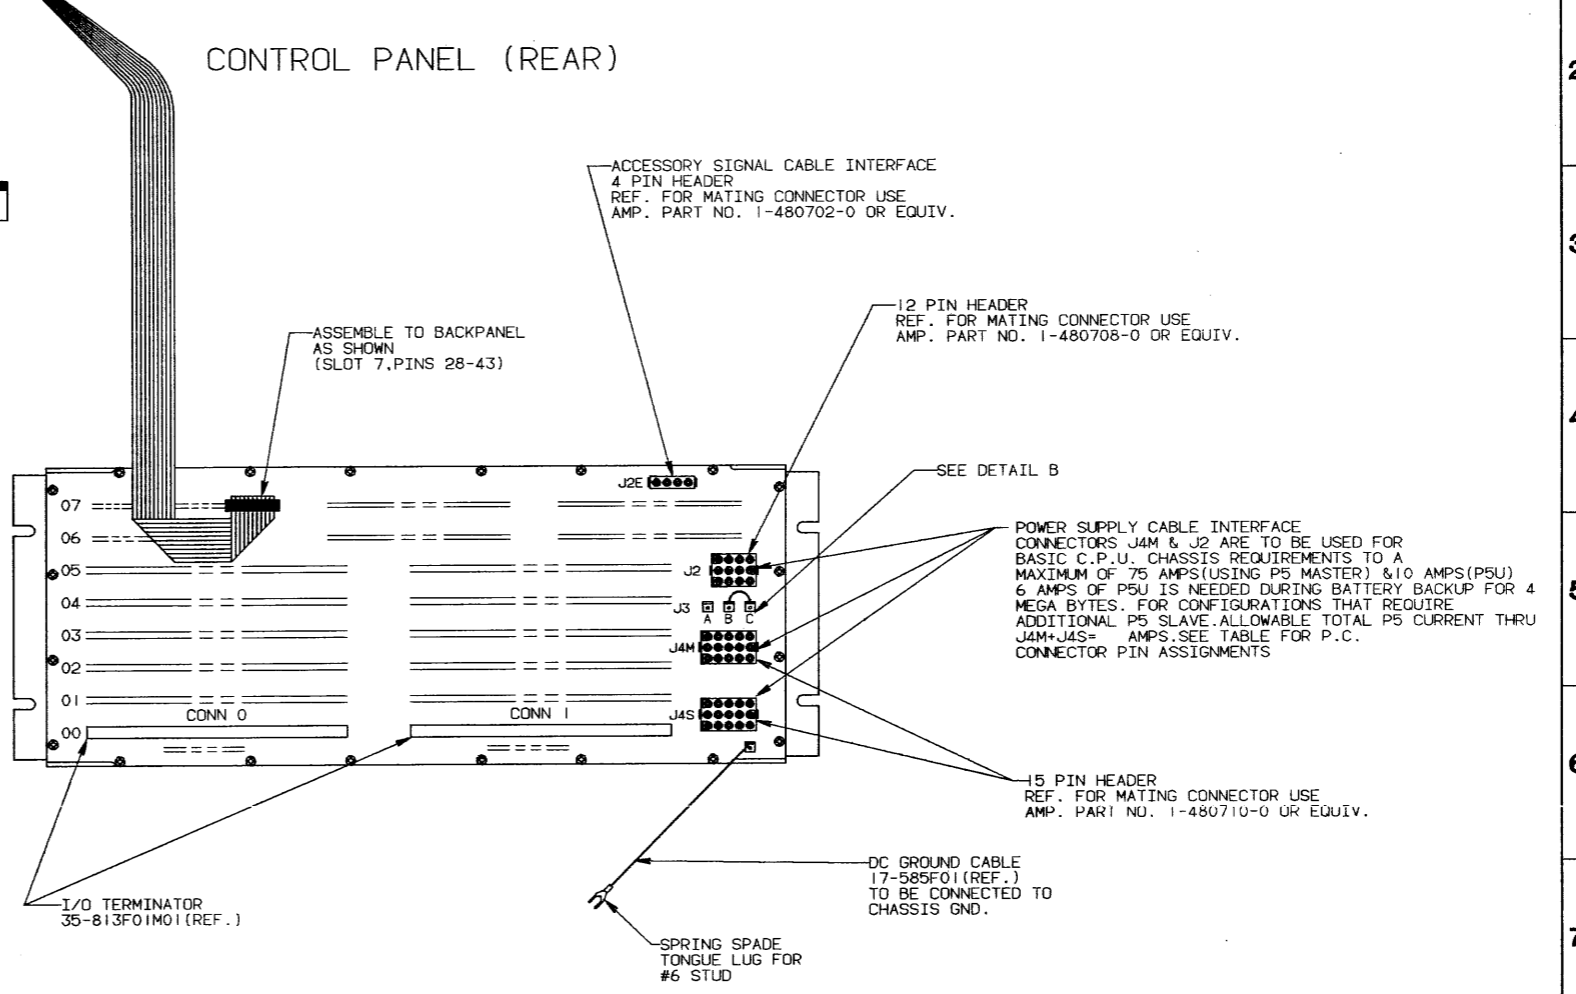 CONTROL PANEL (REAR)
2
ACCESSORY SIGNAL CABLE INTERFACE
4 PIN HEADER
REF. FOR MATING CONNECTOR USE
AMP. PART NO. 1-480702-0 OR EQUIV.
3
12 PIN HEADER
REF. FOR MATING CONNECTOR USE
AMP. PART NO. 1-480708-0 OR EQUIV.
ASSEMBLE TO BACKPANEL
AS SHOWN
(SLOT 7,PINS 28-43)
4
SEE DETAIL B
J2E
07
06
05
04
03
02
01
00
J2
J3
A B C
J4M
J4S
CONN 0
CONN 1
POWER SUPPLY CABLE INTERFACE
CONNECTORS J4M & J2 ARE TO BE USED FOR
BASIC C.P.U. CHASSIS REQUIREMENTS TO A
MAXIMUM OF 75 AMPS(USING P5 MASTER) &10 AMPS(P5U)
6 AMPS OF P5U IS NEEDED DURING BATTERY BACKUP FOR 4
MEGA BYTES. FOR CONFIGURATIONS THAT REQUIRE
ADDITIONAL P5 SLAVE.ALLOWABLE TOTAL P5 CURRENT THRU
J4M+J4S= AMPS.SEE TABLE FOR P.C.
CONNECTOR PIN ASSIGNMENTS
5
6
15 PIN HEADER
REF. FOR MATING CONNECTOR USE
AMP. PART NO. 1-480710-0 OR EQUIV.
DC GROUND CABLE
17-585F01(REF.)
TO BE CONNECTED TO
CHASSIS GND.
I/O TERMINATOR
35-813F01M01(REF.)
SPRING SPADE
TONGUE LUG FOR
#6 STUD
7